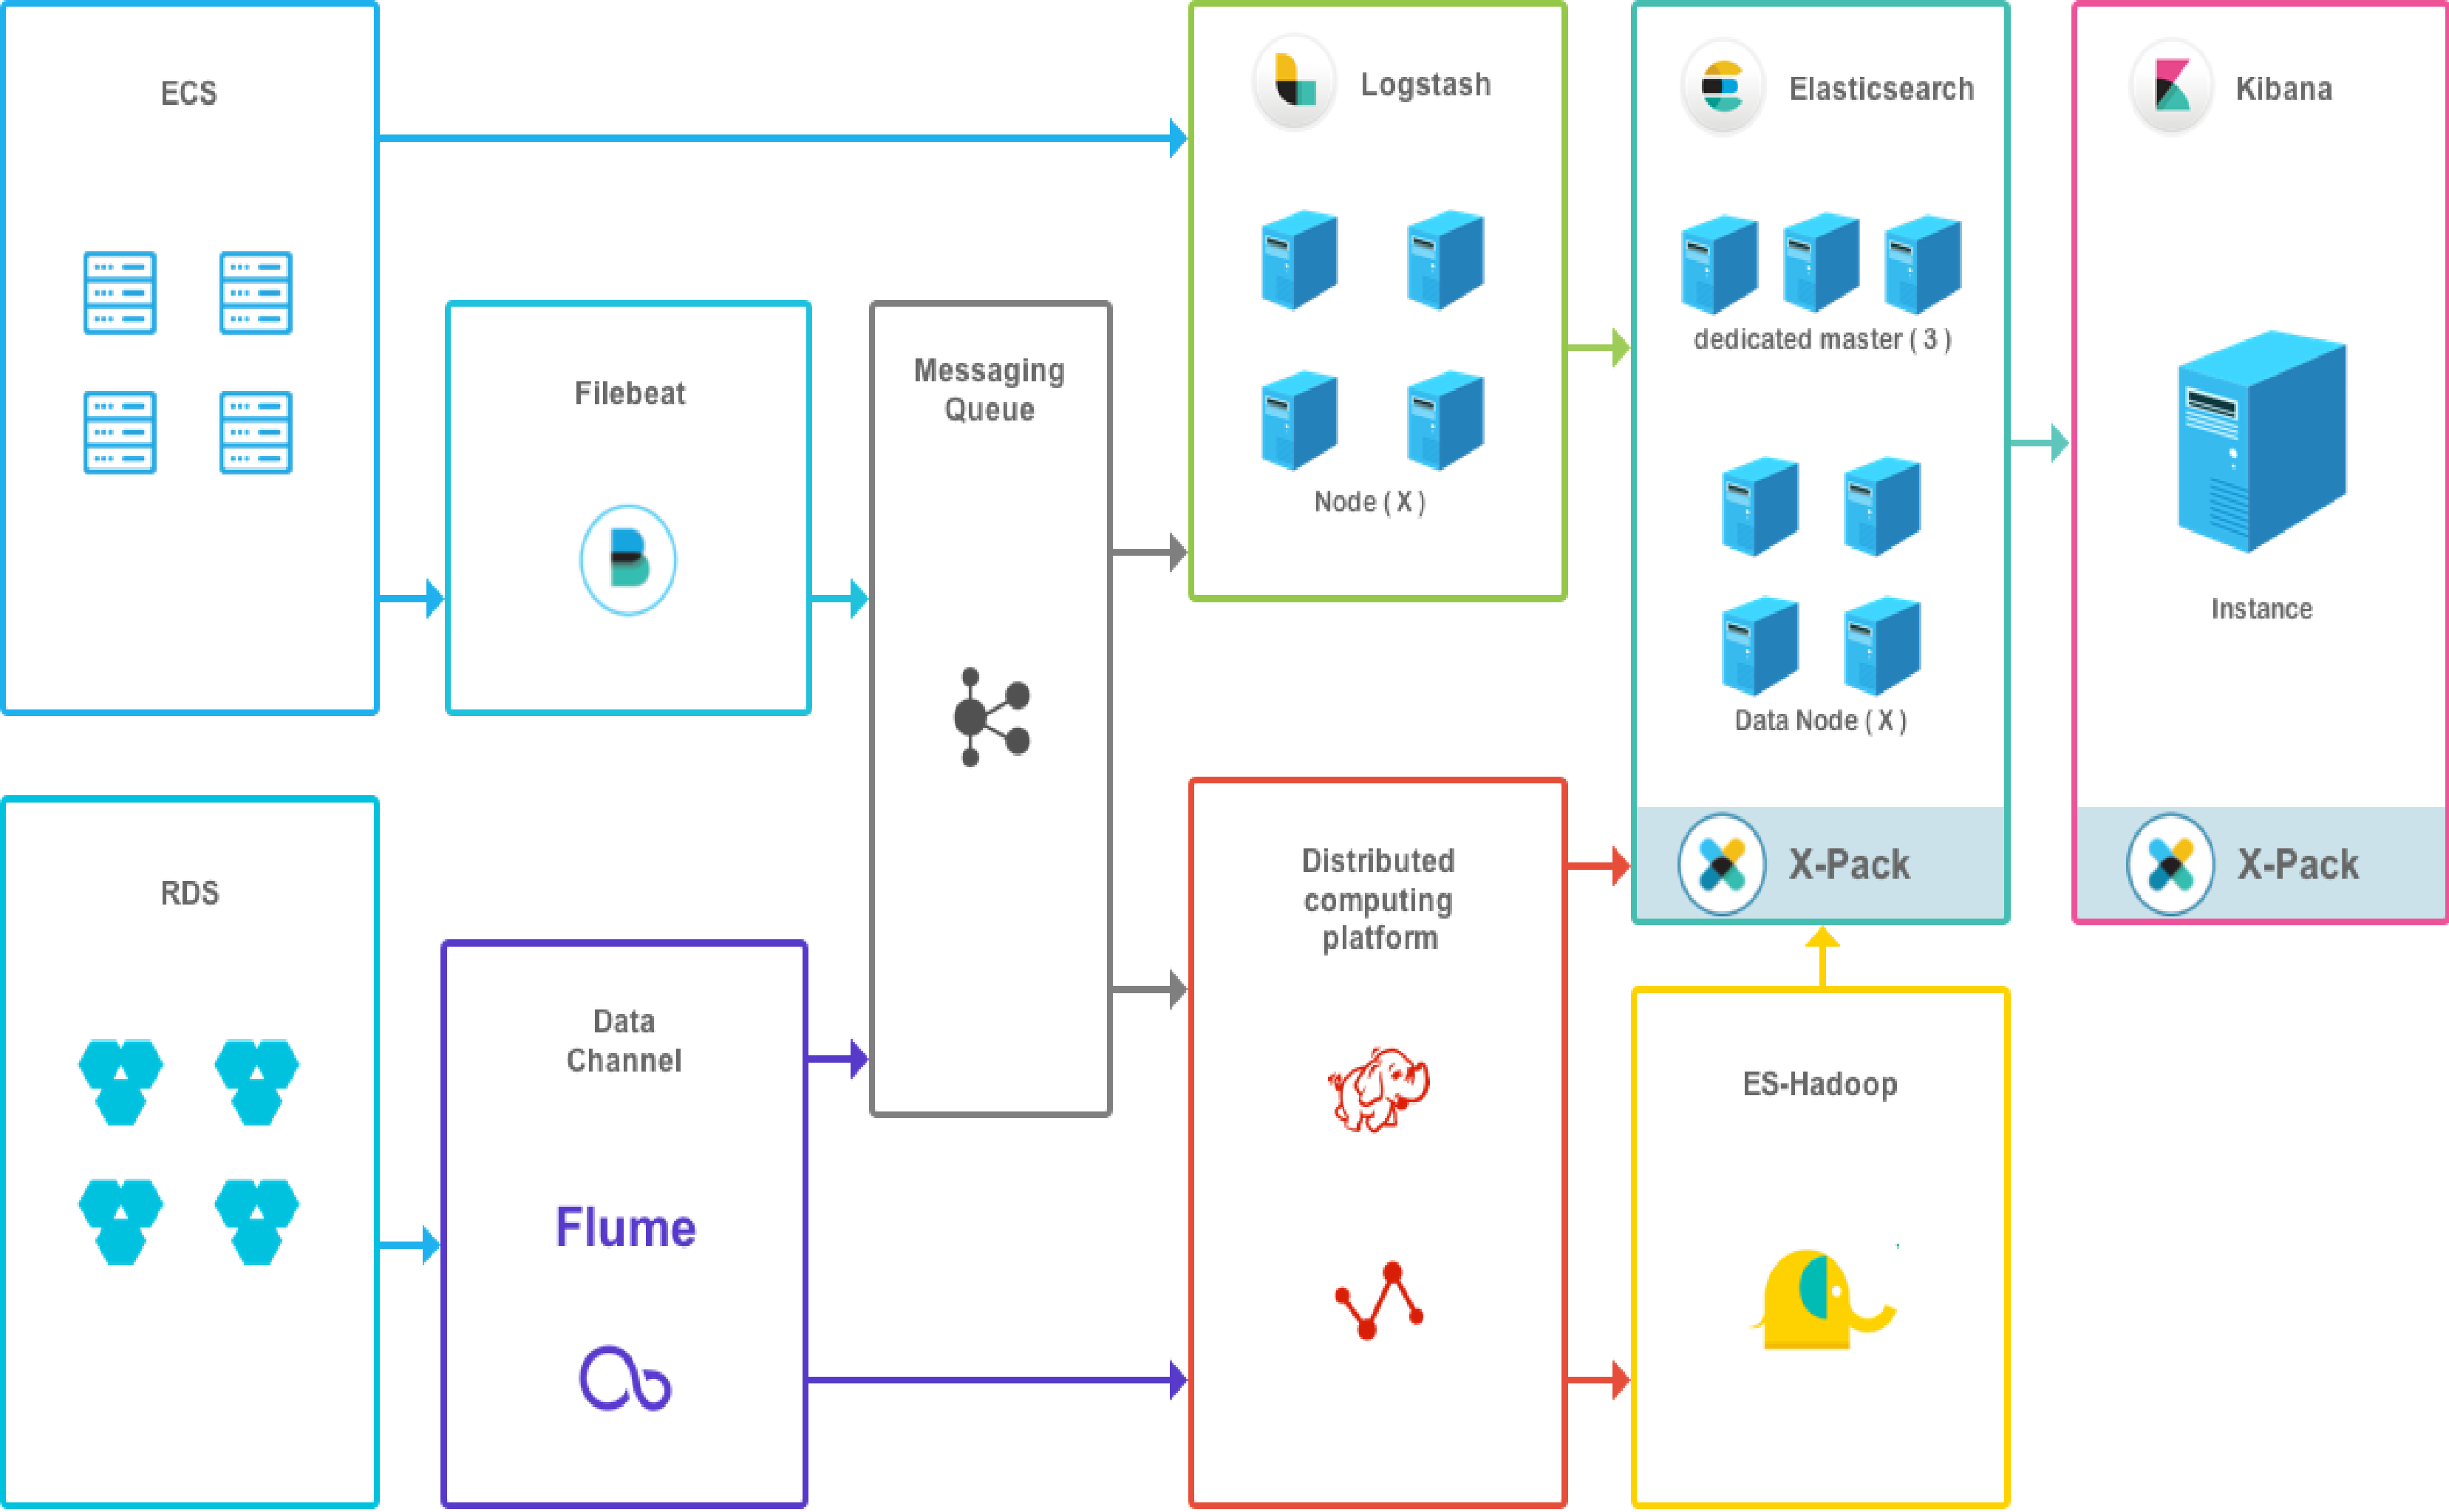 ECS
Filebeat
Messaging
Queue
Logstash
Node ( X )
Elasticsearch
dedicated master ( 3 )
Data Node ( X )
X-Pack
Kibana
Instance
X-Pack
RDS
Data
Channel
Flume
Distributed
computing
platform
ES-Hadoop